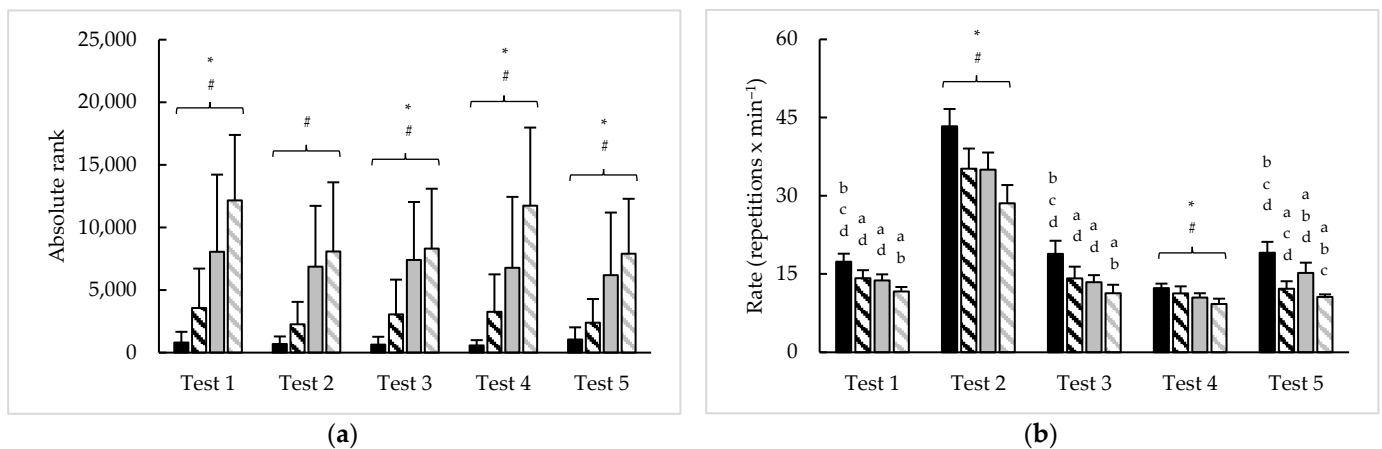 25,000
20,000
15,000
10,000
5,000
0
Absolute rank
*
#
#
*
#
*
#
*
#
Test 1 Test 2 Test 3 Test 4 Test 5
(a)
60
45
30
15
0
Rate (repetitions x min⁻¹)
b
c
d
a
d
a
d
a
b
*
#
b
c
d
a
d
a
d
a
b
*
#
b
c
d
a
c
d
a
b
d
a
b
c
Test 1 Test 2 Test 3 Test 4 Test 5
(b)